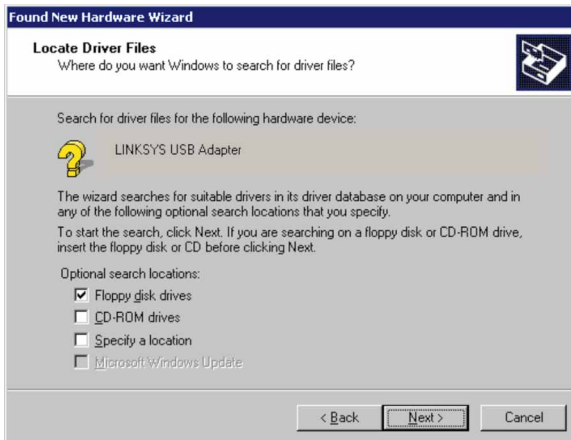 Found New Hardware Wizard
Locate Driver Files
Where do you want Windows to search for driver files?
Search for driver files for the following hardware device:
LINKSYS USB Adapter
The wizard searches for suitable drivers in its driver database on your computer and in
any of the following optional search locations that you specify.
To start the search, click Next. If you are searching on a floppy disk or CD-ROM drive,
insert the floppy disk or CD before clicking Next.
Optional search locations:
Floppy disk drives
CD-ROM drives
Specify a location
Microsoft Windows Update
< Back Next > Cancel